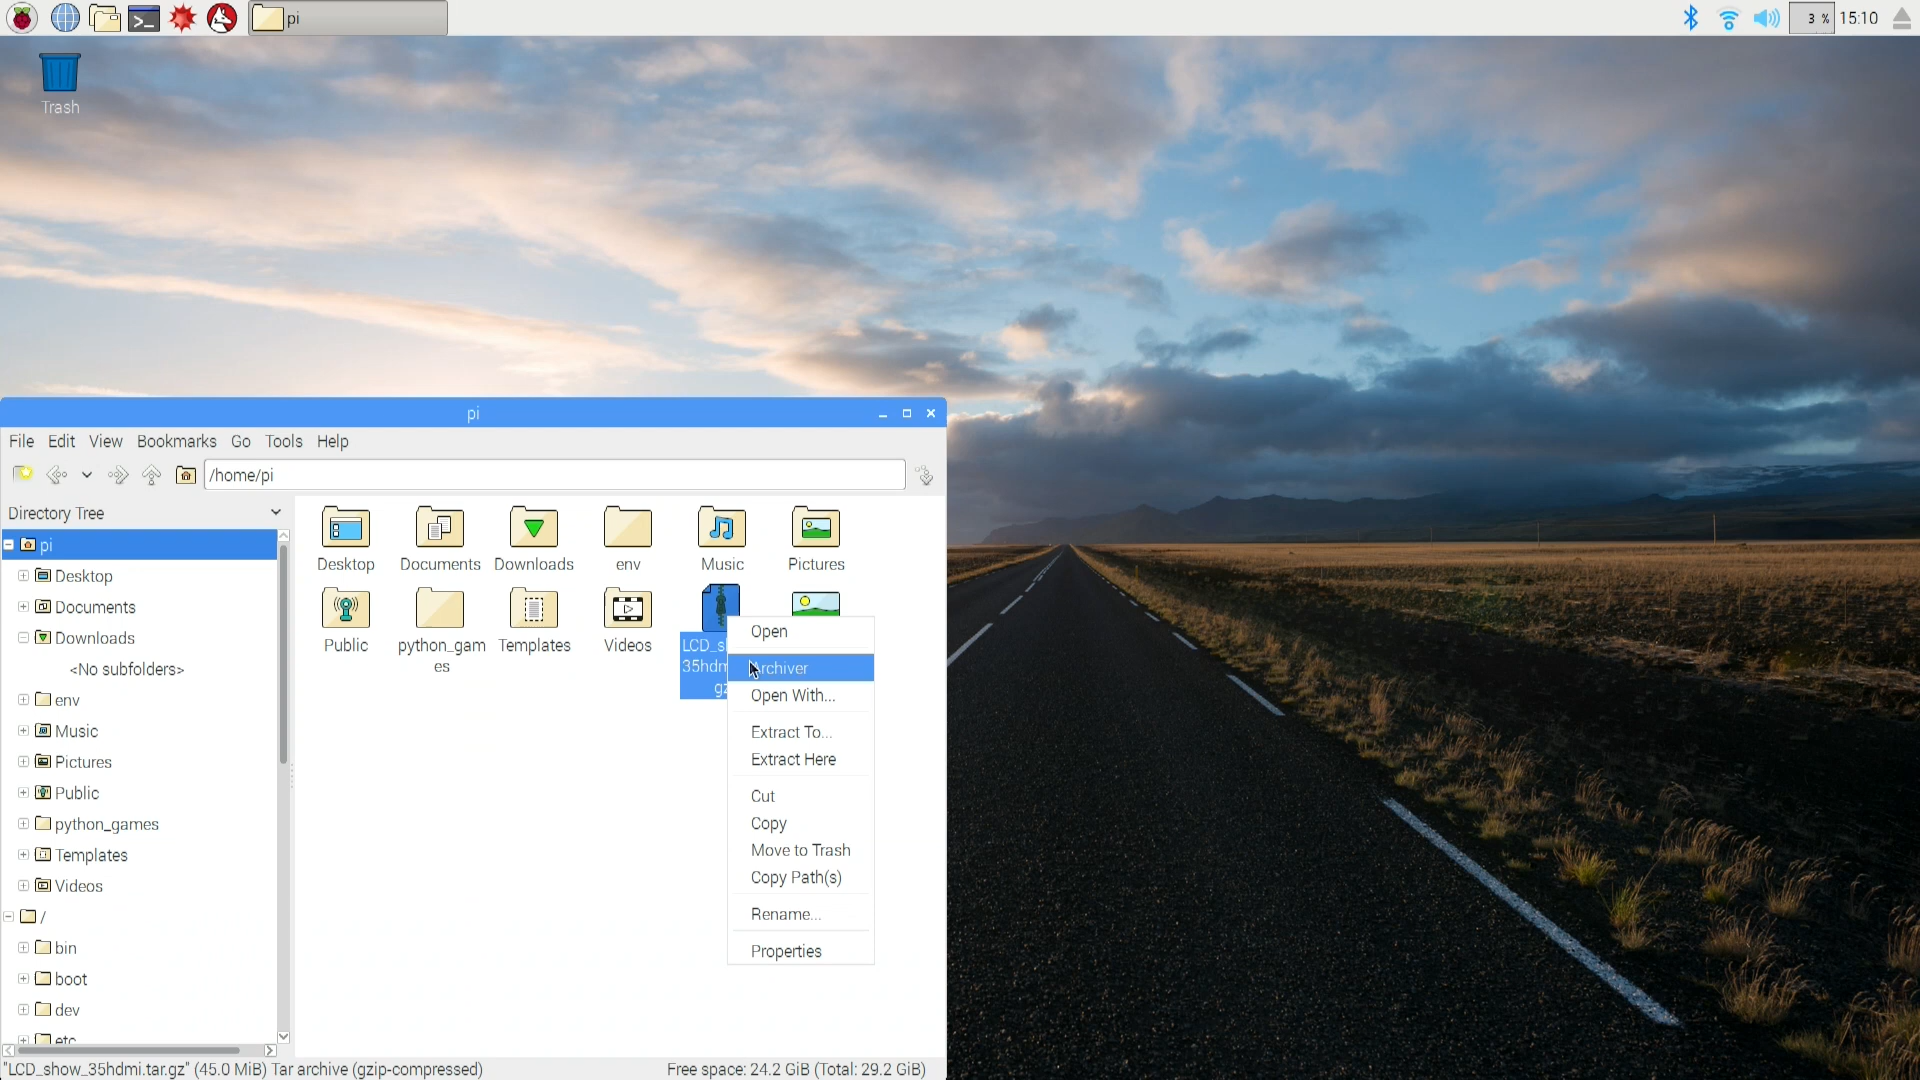 pi
3 %
15:10
Trash
pi
File Edit View Bookmarks Go Tools Help
/home/pi
Directory Tree
pi
Desktop
Documents
Downloads
<No subfolders>
env
Music
Pictures
Public
python_games
Templates
Videos
/
bin
boot
dev
etc
Desktop Documents Downloads env Music Pictures
Public python_gam Templates Videos
es
LCD_s
35hdm
gz
Open
rchiver
Open With...
Extract To...
Extract Here
Cut
Copy
Move to Trash
Copy Path(s)
Rename...
Properties
"LCD_show_35hdmi.tar.gz" (45.0 MiB) Tar archive (gzip-compressed)
Free space: 24.2 GiB (Total: 29.2 GiB)